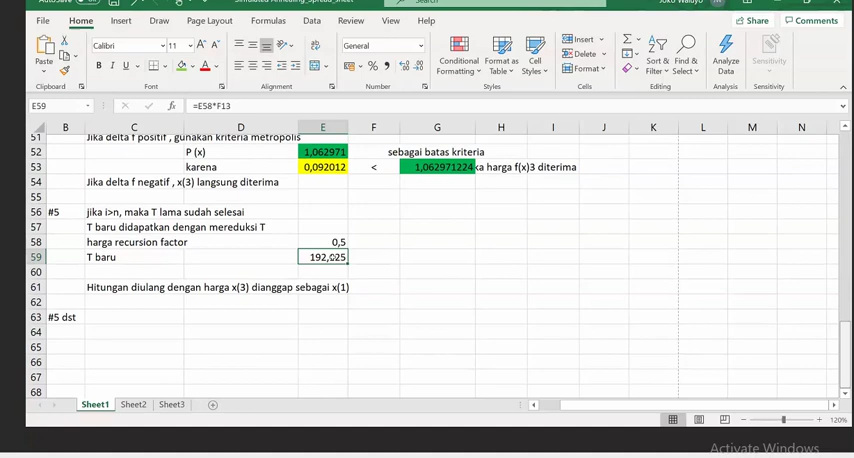 Simulated Annealing_Spread_Sheet
Search
Joko Waluyo
File Home Insert Draw Page Layout Formulas Data Review View Help Share Comments
Calibri 11 General Insert
Delete
Format
Paste
B I U
Conditional Formatting
Format as Table
Cell Styles
Sort & Filter
Find & Select
Analyze Data
Sensitivity
Clipboard Font Alignment Number Styles Cells Editing Analysis Sensitivity
E59 fx =E58*F13
B C D E F G H I J K L M N
51 Jika delta f positif , gunakan kriteria metropolis
52 P (x) 1,062971 sebagai batas kriteria
53 karena 0,092012 < 1,062971224 ka harga f(x)3 diterima
54 Jika delta f negatif , x(3) langsung diterima
55
56 #5 jika i>n, maka T lama sudah selesai
57 T baru didapatkan dengan mereduksi T
58 harga recursion factor 0,5
59 T baru 192,025
60
61 Hitungan diulang dengan harga x(3) dianggap sebagai x(1)
62
63 #5 dst
64
65
66
67
68
Sheet1 Sheet2 Sheet3
120%
Activate Windows